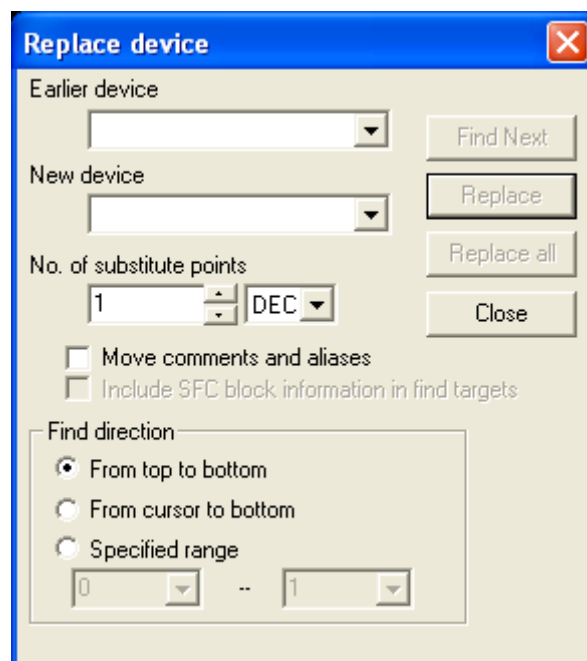 Replace device
Earlier device
Find Next
New device
Replace
Replace all
No. of substitute points
1 DEC
Close
Move comments and aliases
Include SFC block information in find targets
Find direction
From top to bottom
From cursor to bottom
Specified range
0 -- 1